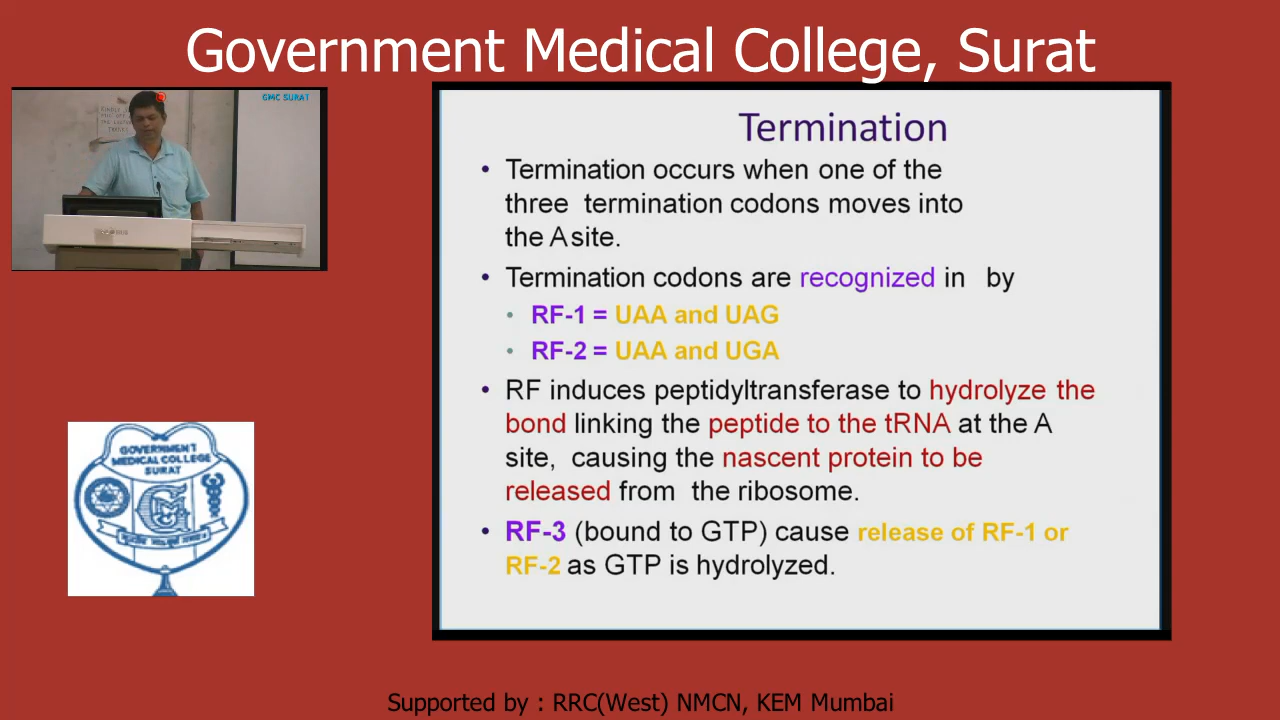 Government Medical College, Surat
GMC SURAT
Termination
• Termination occurs when one of the
three termination codons moves into
the A site.
• Termination codons are recognized in by
• RF-1 = UAA and UAG
• RF-2 = UAA and UGA
• RF induces peptidyltransferase to hydrolyze the
bond linking the peptide to the tRNA at the A
site, causing the nascent protein to be
released from the ribosome.
• RF-3 (bound to GTP) cause release of RF-1 or
RF-2 as GTP is hydrolyzed.
GOVERNMENT
MEDICAL COLLEGE
SURAT
Supported by : RRC(West) NMCN, KEM Mumbai